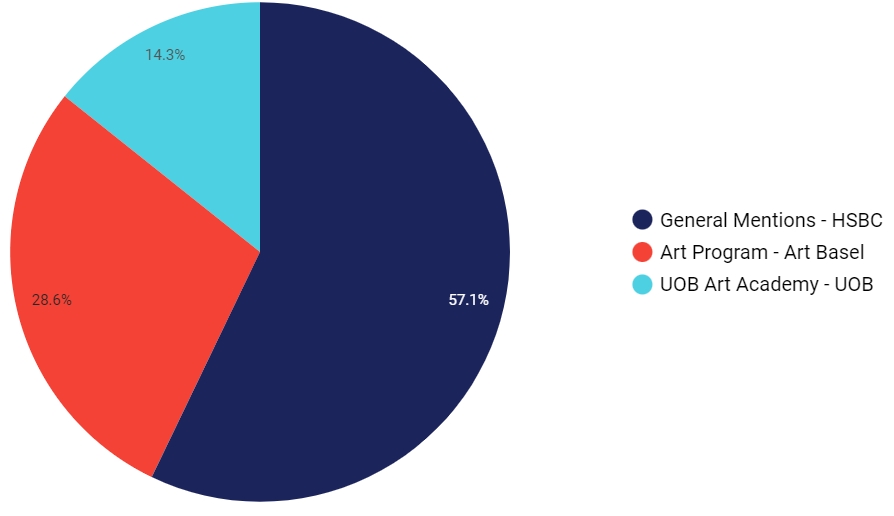 14.3%
28.6%
57.1%
General Mentions - HSBC
Art Program - Art Basel
UOB Art Academy - UOB